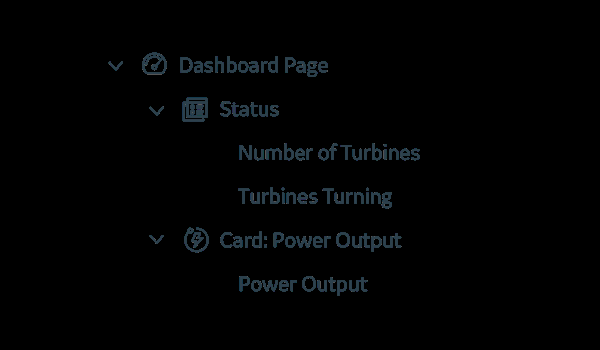 Dashboard Page
Status
Number of Turbines
Turbines Turning
Card: Power Output
Power Output